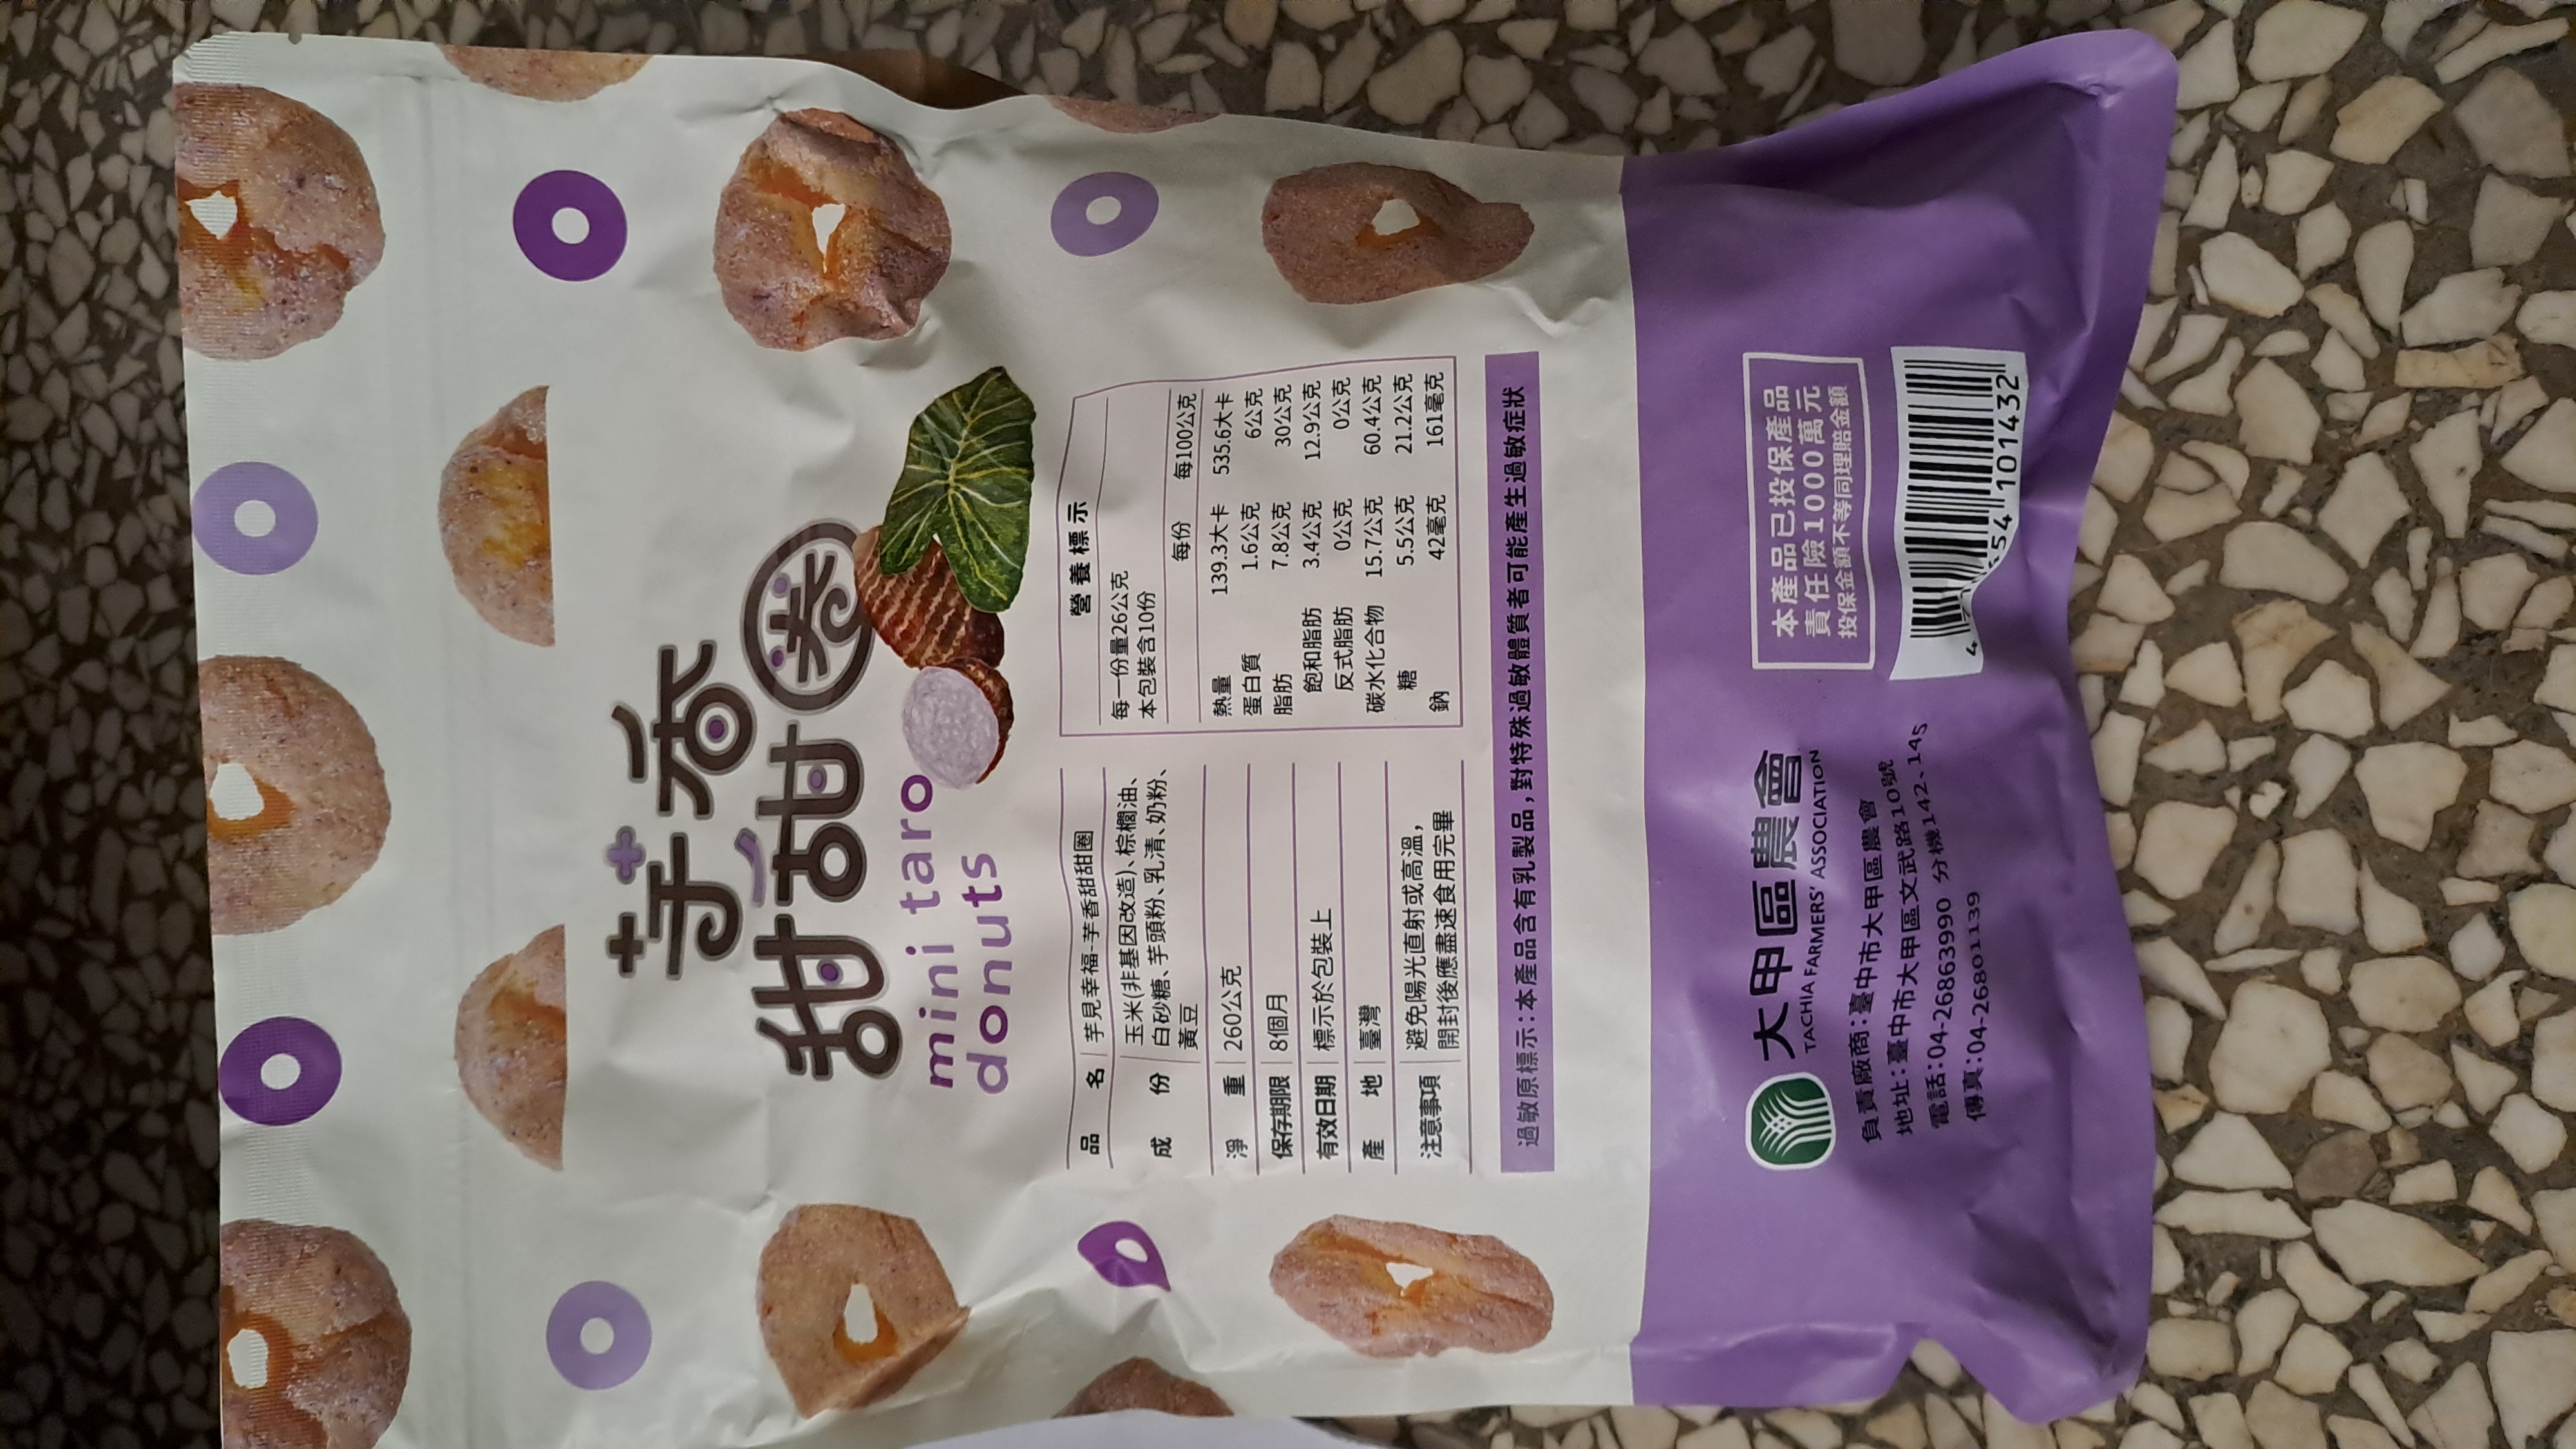 芋香
甜甜圈
mini taro
donuts
品名 芋見幸福-芋香甜甜圈
成份 玉米(非基因改造)、棕櫚油、
白砂糖、芋頭粉、乳清、奶粉、
黃豆
淨重 260公克
保存期限 8個月
有效日期 標示於包裝上
產地 臺灣
注意事項 避免陽光直射或高溫，
開封後應盡速食用完畢
營養標示
每一份量26公克
本包裝含10份
每份 每100公克
熱量 139.3大卡 535.6大卡
蛋白質 1.6公克 6公克
脂肪 7.8公克 30公克
飽和脂肪 3.4公克 12.9公克
反式脂肪 0公克 0公克
碳水化合物 15.7公克 60.4公克
糖 5.5公克 21.2公克
鈉 42毫克 161毫克
過敏原標示：本產品含有乳製品，對特殊過敏體質者可能產生過敏症狀
大甲區農會
TACHIA FARMERS' ASSOCIATION
負責廠商：臺中市大甲區農會
地址：臺中市大甲區文武路10號
電話：04-26863990 分機142、145
傳真：04-26801139
本產品已投保產品
責任險1000萬元
投保金額不等同理賠金額
54 101432